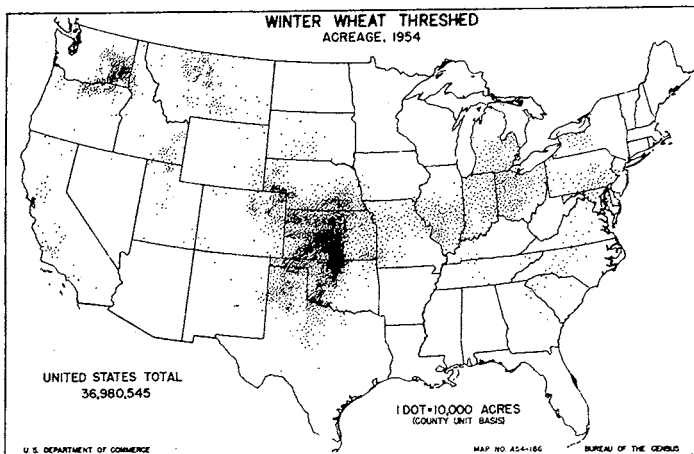 WINTER WHEAT THRESHED
ACREAGE, 1954
UNITED STATES TOTAL
36,980,545
1 DOT=10,000 ACRES
(COUNTY UNIT BASIS)
U. S. DEPARTMENT OF COMMERCE
MAP NO. A54-186
BUREAU OF THE CENSUS